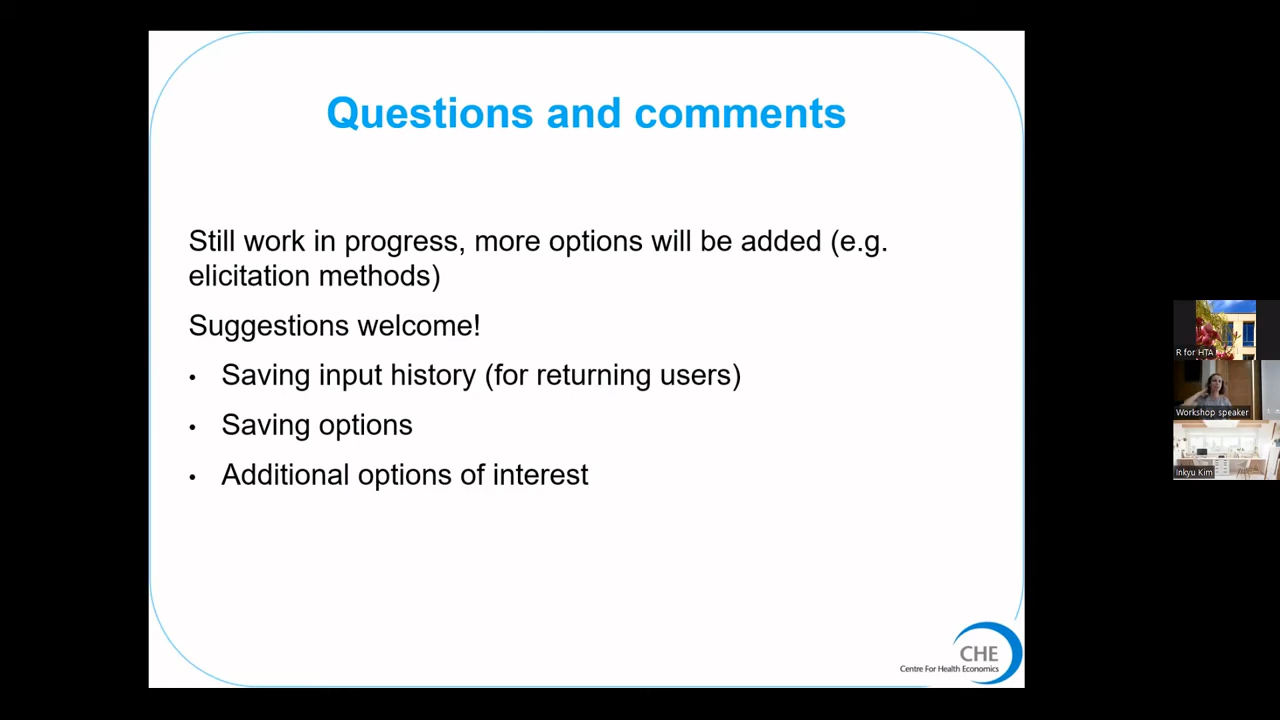 Questions and comments
Still work in progress, more options will be added (e.g.
elicitation methods)
Suggestions welcome!
• Saving input history (for returning users)
• Saving options
• Additional options of interest
CHE
Centre For Health Economics
R for HTA
Workshop speaker
Inkyu Kim